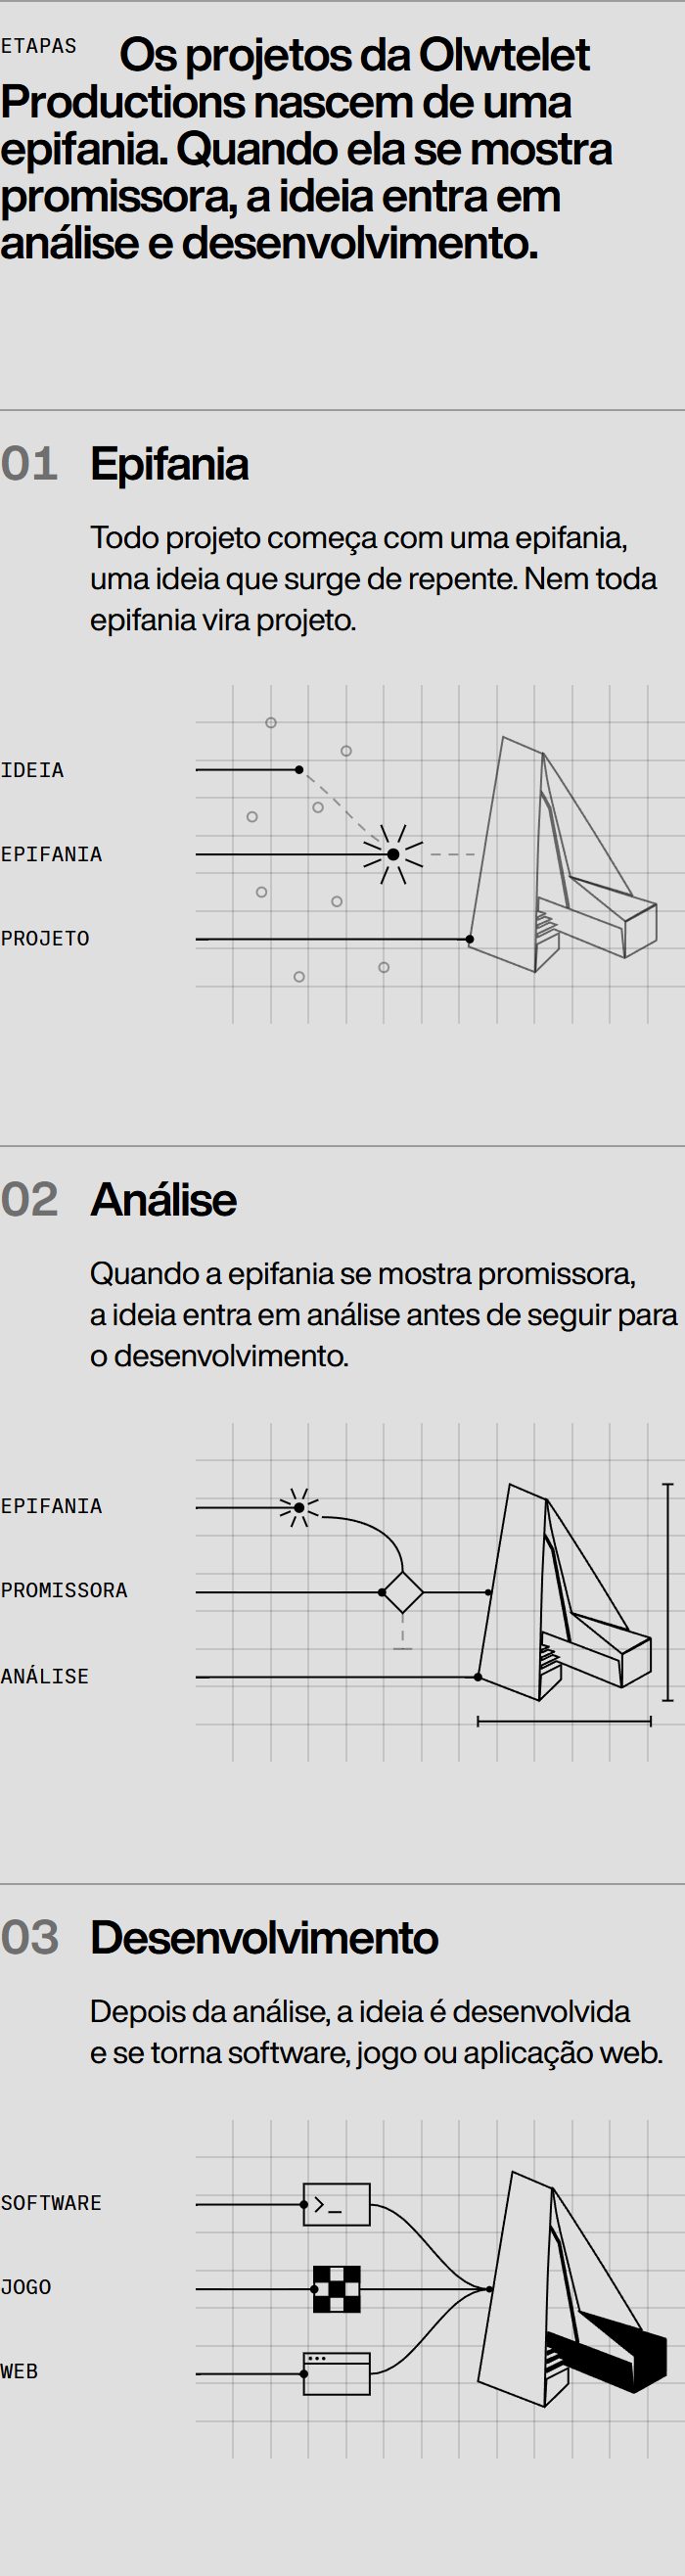 ETAPAS Os projetos da Olwtelet
Productions nascem de uma
epifania. Quando ela se mostra
promissora, a ideia entra em
análise e desenvolvimento.
01 Epifania
Todo projeto começa com uma epifania,
uma ideia que surge de repente. Nem toda
epifania vira projeto.
IDEIA
EPIFANIA
PROJETO
02 Análise
Quando a epifania se mostra promissora,
a ideia entra em análise antes de seguir para
o desenvolvimento.
EPIFANIA
PROMISSORA
ANÁLISE
03 Desenvolvimento
Depois da análise, a ideia é desenvolvida
e se torna software, jogo ou aplicação web.
SOFTWARE
>_
JOGO
WEB